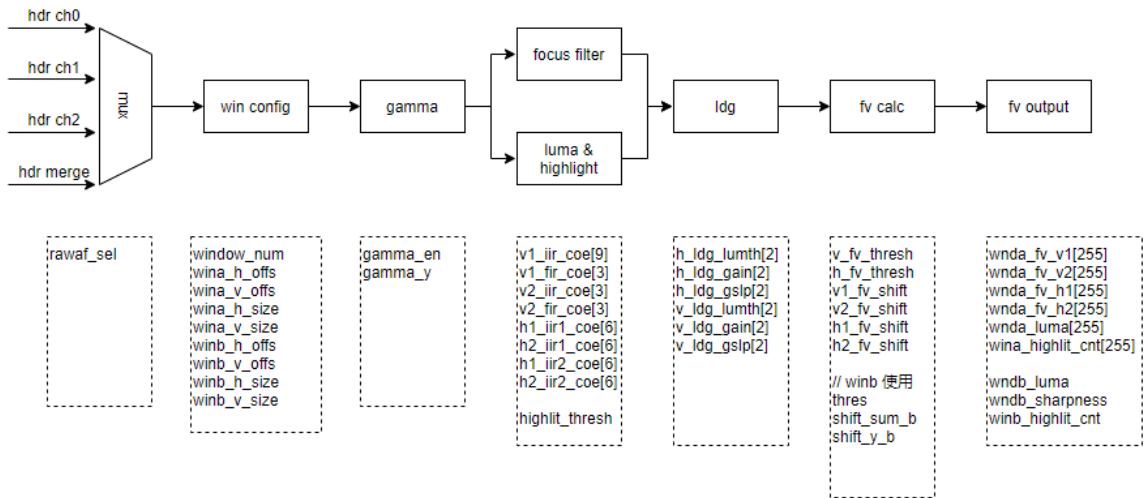 hdr ch0
hdr ch1
hdr ch2
hdr merge
mux
win config
gamma
focus filter
luma &
highlight
ldg
fv calc
fv output
rawaf_sel
window_num
wina_h_offs
wina_v_offs
wina_h_size
wina_v_size
winb_h_offs
winb_v_offs
winb_h_size
winb_v_size
gamma_en
gamma_y
v1_iir_coe[9]
v1_fir_coe[3]
v2_iir_coe[3]
v2_fir_coe[3]
h1_iir1_coe[6]
h2_iir1_coe[6]
h1_iir2_coe[6]
h2_iir2_coe[6]
highlit_thresh
h_ldg_lumth[2]
h_ldg_gain[2]
h_ldg_gslp[2]
v_ldg_lumth[2]
v_ldg_gain[2]
v_ldg_gslp[2]
v_fv_thresh
h_fv_thresh
v1_fv_shift
v2_fv_shift
h1_fv_shift
h2_fv_shift
// winb 使用
thres
shift_sum_b
shift_y_b
wnda_fv_v1[255]
wnda_fv_v2[255]
wnda_fv_h1[255]
wnda_fv_h2[255]
wnda_luma[255]
wina_highlit_cnt[255]
wndb_luma
wndb_sharpness
winb_highlit_cnt